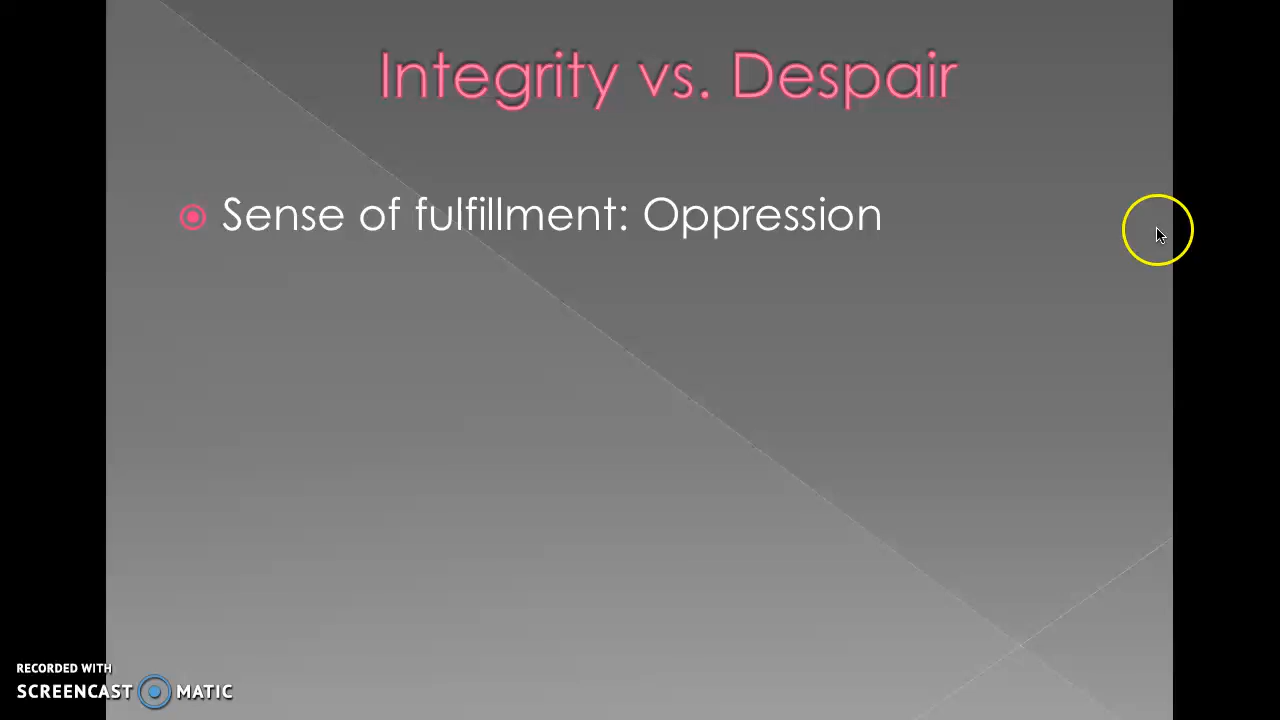 Integrity vs. Despair
Sense of fulfillment: Oppression
RECORDED WITH
SCREENCAST MATIC